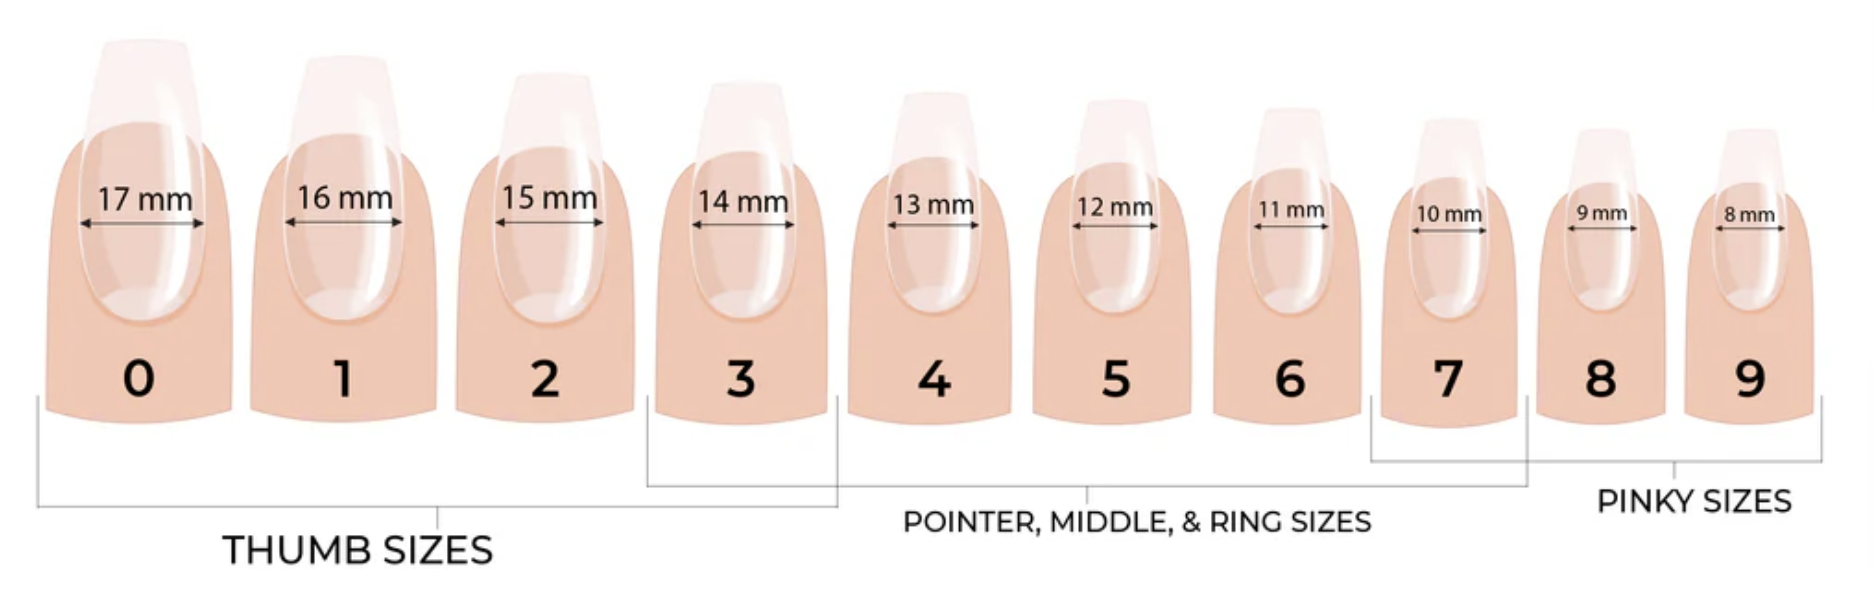 17 mm
16 mm
15 mm
14 mm
13 mm
12 mm
11 mm
10 mm
9 mm
8 mm
0
1
2
3
4
5
6
7
8
9
THUMB SIZES
POINTER, MIDDLE, & RING SIZES
PINKY SIZES